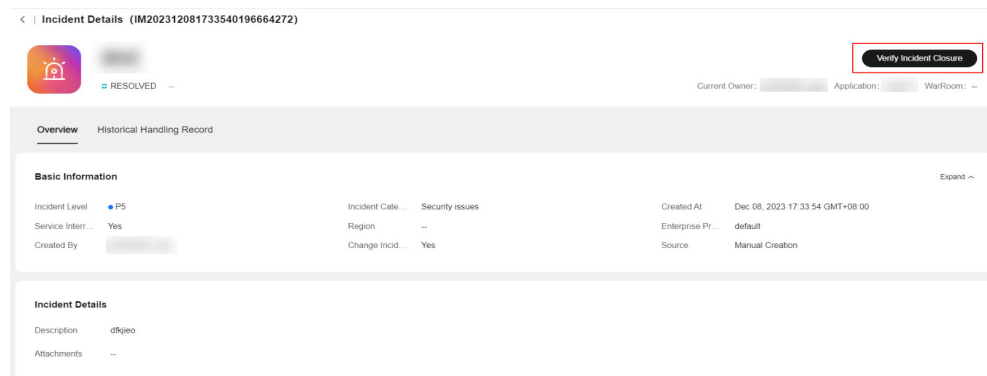 < | Incident Details (IM20231208173354019666427​2)
Verify Incident Closure
RESOLVED --
Current Owner: Application: WarRoom: --
Overview Historical Handling Record
Basic Information Expand
Incident Level P5 Incident Cate... Security issues Created At Dec 08, 2023 17:33:54 GMT+08:00
Service Interr... Yes Region -- Enterprise Pr... default
Created By Change Incid... Yes Source Manual Creation
Incident Details
Description dfkjieo
Attachments --